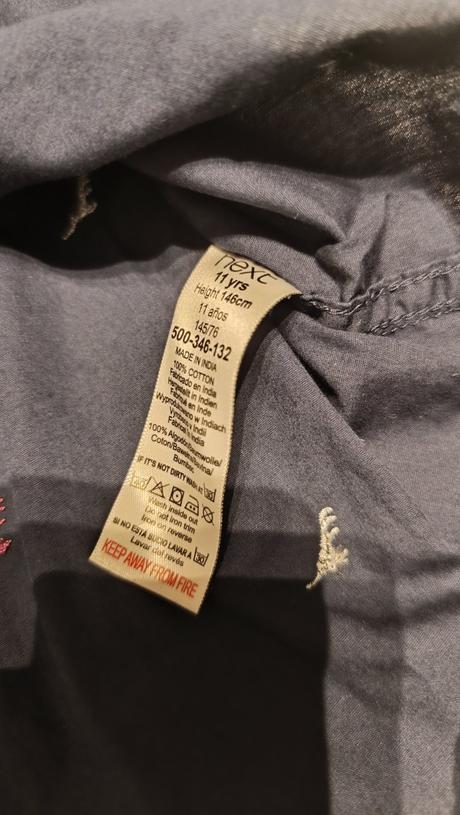 next
11 yrs
Height 146cm
11 años
145/76
500-346-132
MADE IN INDIA
100% COTTON
Fabricado en India
Hergestellt in Indien
Fabriqué en Inde
Wyprodukowano w Indiach
Vyrobeno v Indii
Fabricat India
100% Algodón/Baumwolle/
Coton/Bawełna/Bavlna/
Bumbac
IF IT'S NOT DIRTY WASH AT 30
40
Wash inside out
Do not iron trim
Iron on reverse
SI NO ESTÁ SUCIO LAVAR A 30
Lavar del revés
KEEP AWAY FROM FIRE